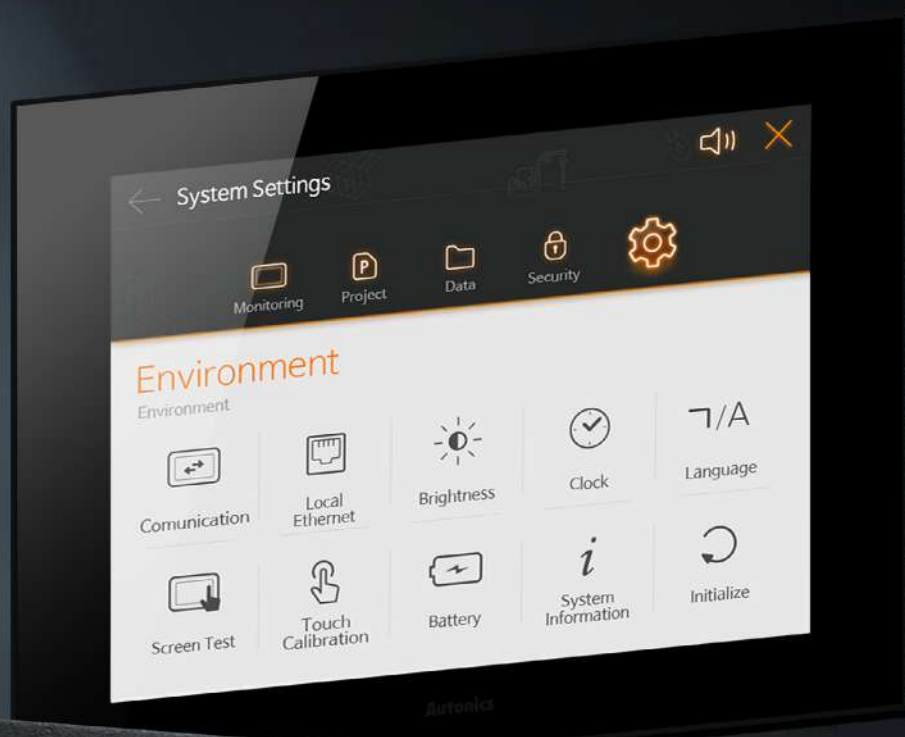 System Settings
Monitoring
P
Project
Data
Security
Environment
Environment
Comunication
Local
Ethernet
Brightness
Clock
ㄱ/A
Language
Screen Test
Touch
Calibration
Battery
i
System
Information
Initialize
Autonics